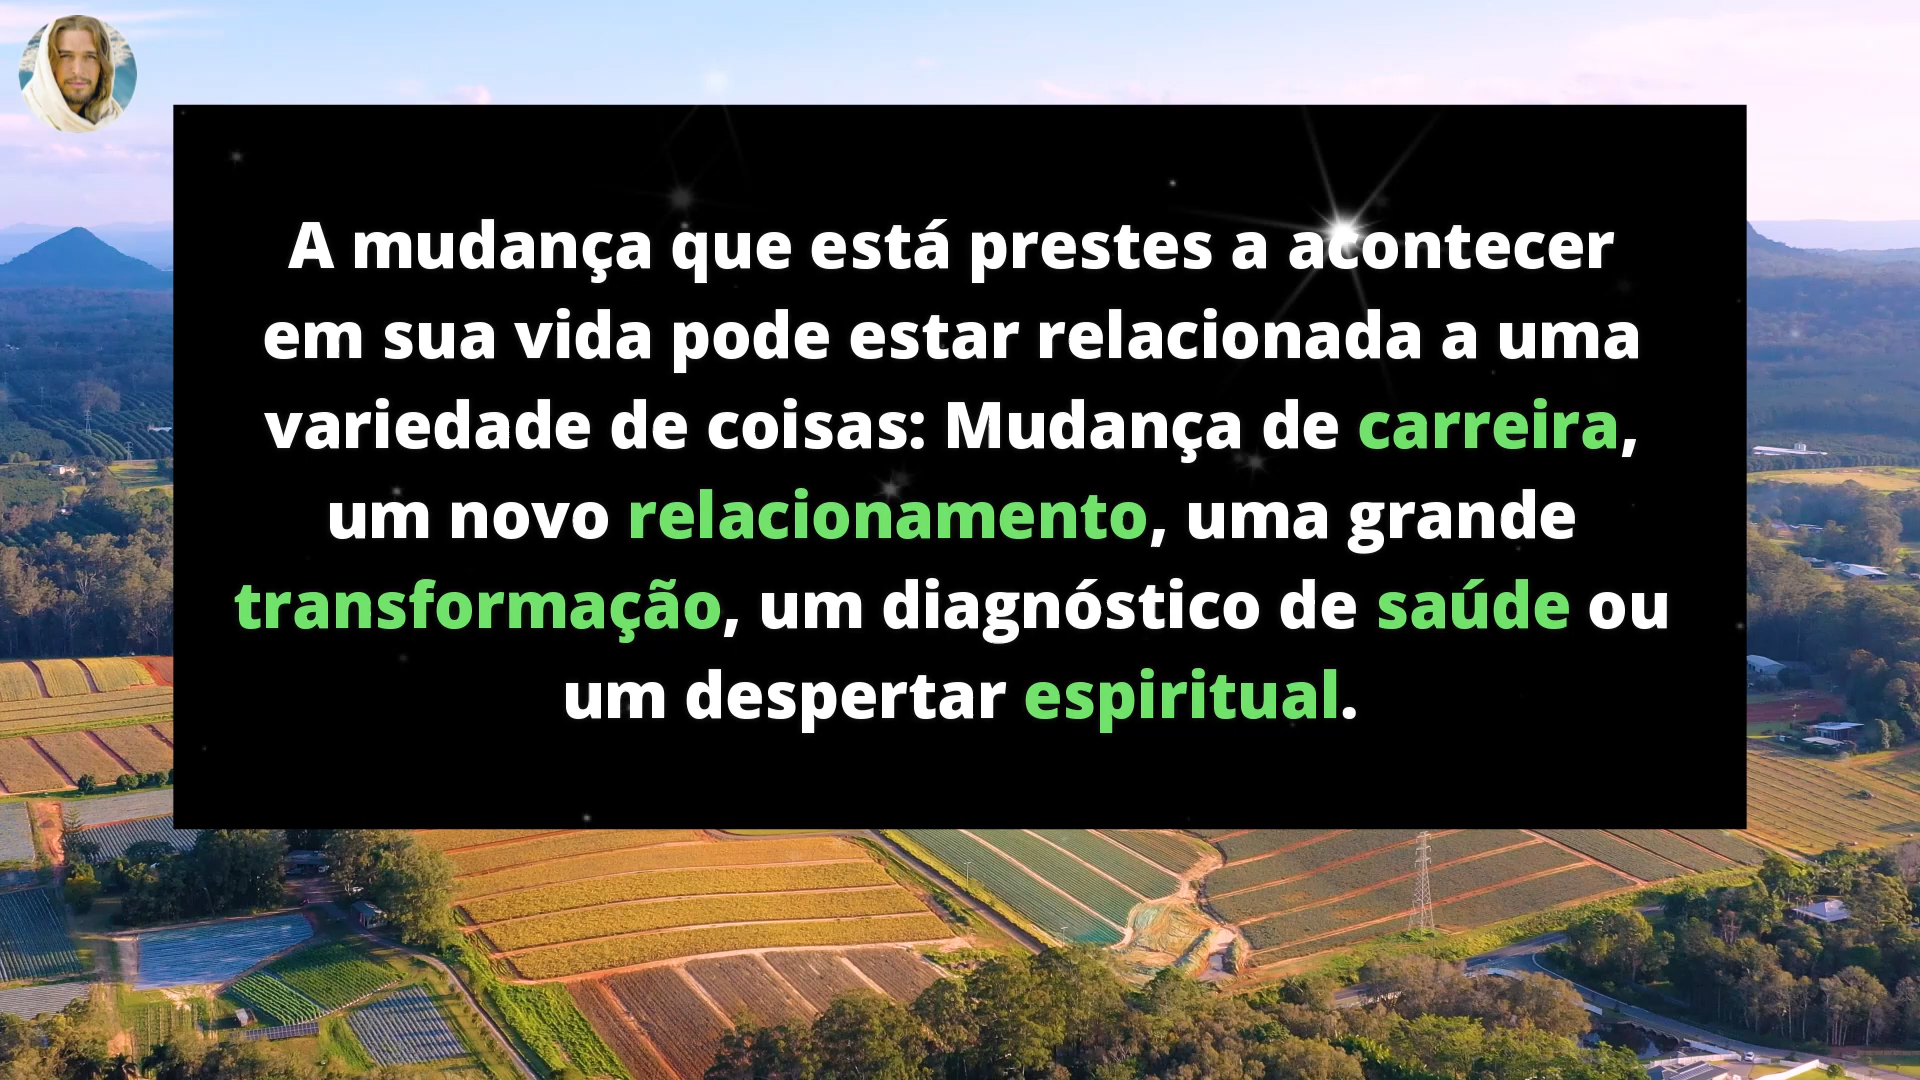 A mudança que está prestes a acontecer
em sua vida pode estar relacionada a uma
variedade de coisas: Mudança de carreira,
um novo relacionamento, uma grande
transformação, um diagnóstico de saúde ou
um despertar espiritual.